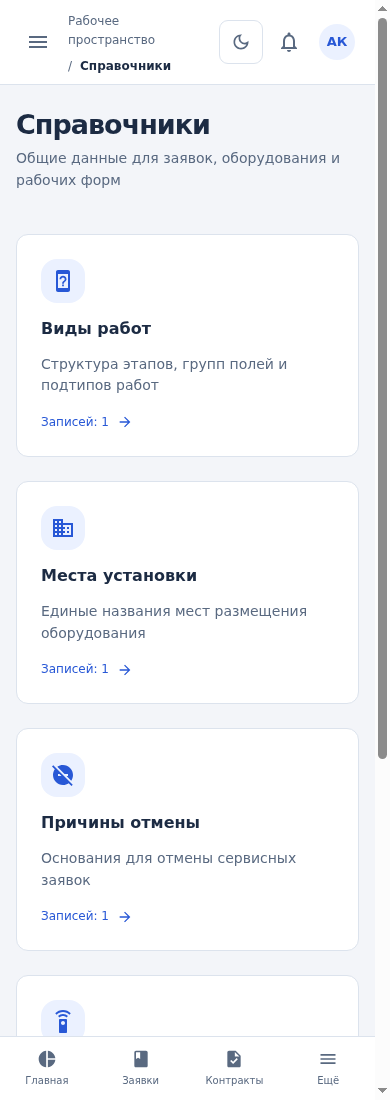 Рабочее
пространство
/ Справочники
АК
Справочники
Общие данные для заявок, оборудования и
рабочих форм
Виды работ
Структура этапов, групп полей и
подтипов работ
Записей: 1
Места установки
Единые названия мест размещения
оборудования
Записей: 1
Причины отмены
Основания для отмены сервисных
заявок
Записей: 1
Главная
Заявки
Контракты
Ещё